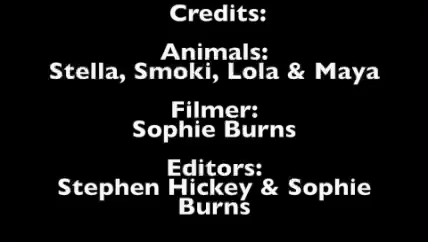 Credits:
Animals:
Stella, Smoki, Lola & Maya
Filmer:
Sophie Burns
Editors:
Stephen Hickey & Sophie
Burns